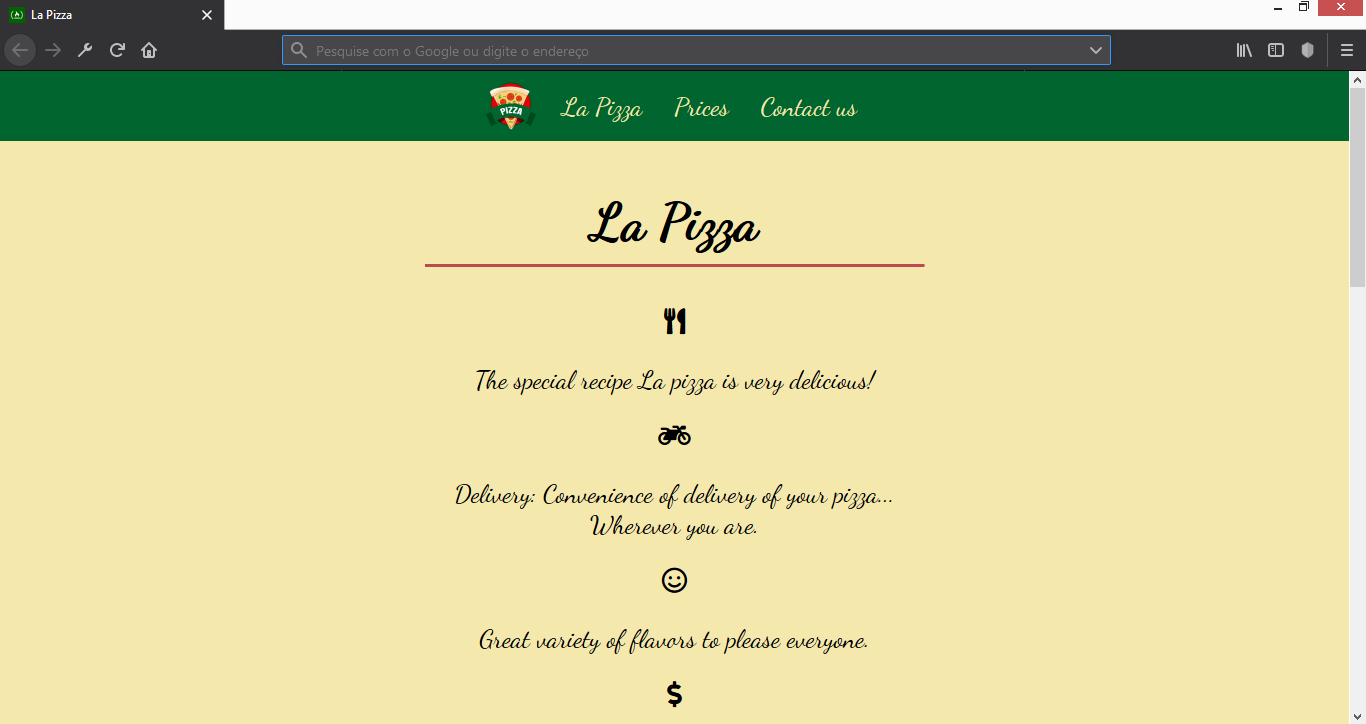 La Pizza
Pesquise com o Google ou digite o endereço
PIZZA
La Pizza Prices Contact us
La Pizza
The special recipe La pizza is very delicious!
Delivery: Convenience of delivery of your pizza...
Wherever you are.
Great variety of flavors to please everyone.
$